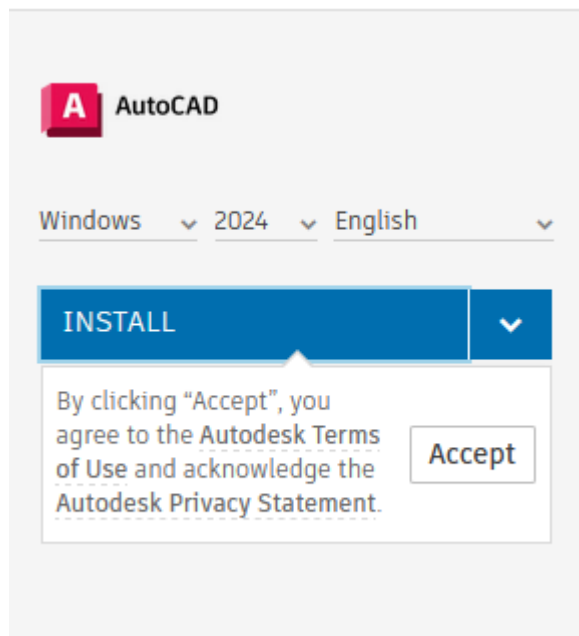 A AutoCAD
Windows 2024 English
INSTALL
By clicking “Accept”, you
agree to the Autodesk Terms
of Use and acknowledge the
Autodesk Privacy Statement.
Accept